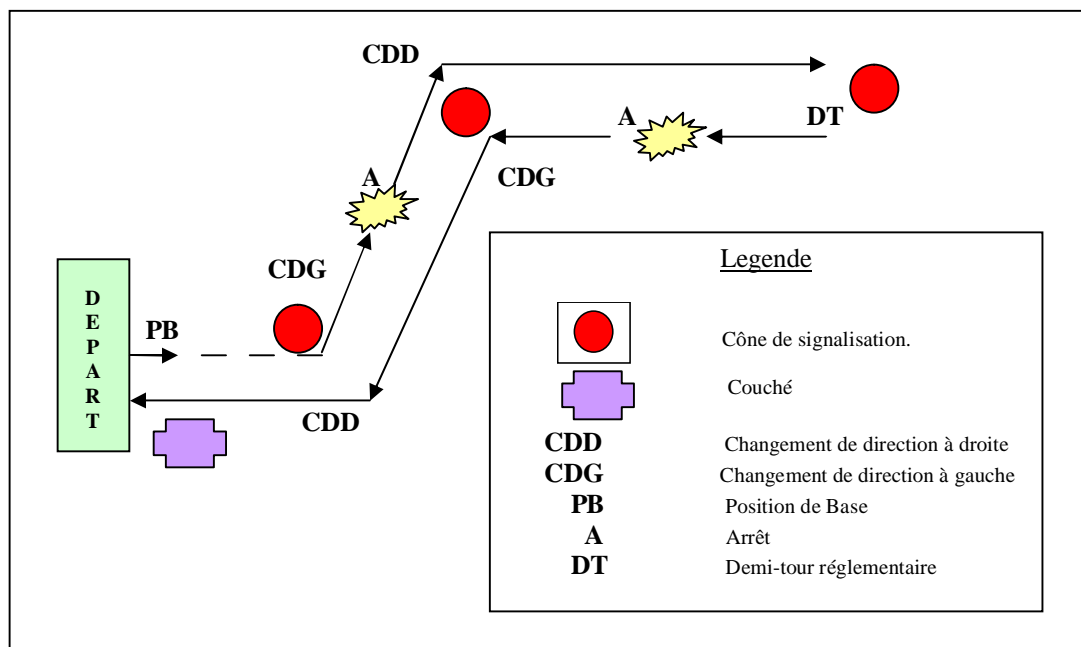 CDD
A
DT
A
CDG
CDG
DEPART
PB
CDD
Legende
Cône de signalisation.
Couché
CDD Changement de direction à droite
CDG Changement de direction à gauche
PB Position de Base
A Arrêt
DT Demi-tour réglementaire